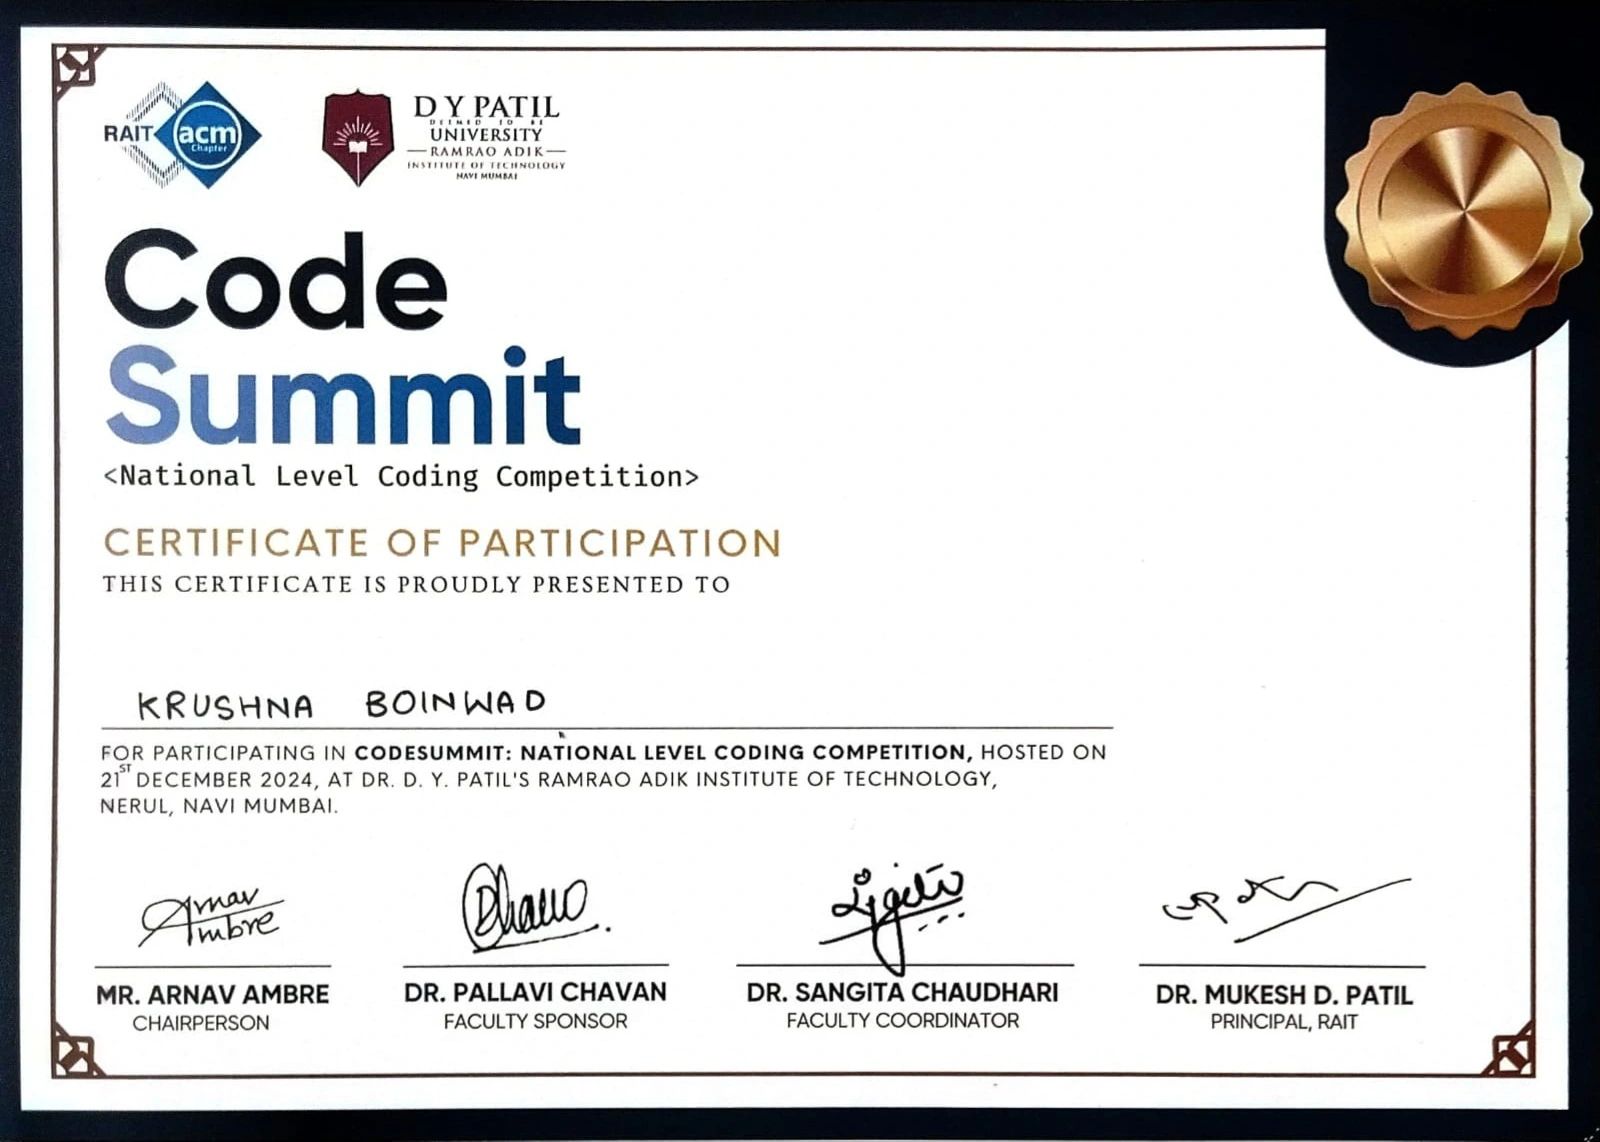 RAIT acm
Chapter
D Y PATIL
DEEMED TO BE
UNIVERSITY
RAMRAO ADIK
INSTITUTE OF TECHNOLOGY
NAVI MUMBAI
Code
Summit
<National Level Coding Competition>
CERTIFICATE OF PARTICIPATION
THIS CERTIFICATE IS PROUDLY PRESENTED TO
KRUSHNA BOINWAD
FOR PARTICIPATING IN CODESUMMIT: NATIONAL LEVEL CODING COMPETITION, HOSTED ON
21ST DECEMBER 2024, AT DR. D. Y. PATIL'S RAMRAO ADIK INSTITUTE OF TECHNOLOGY,
NERUL, NAVI MUMBAI.
Arnav
Ambre
MR. ARNAV AMBRE DR. PALLAVI CHAVAN DR. SANGITA CHAUDHARI DR. MUKESH D. PATIL
CHAIRPERSON FACULTY SPONSOR FACULTY COORDINATOR PRINCIPAL, RAIT